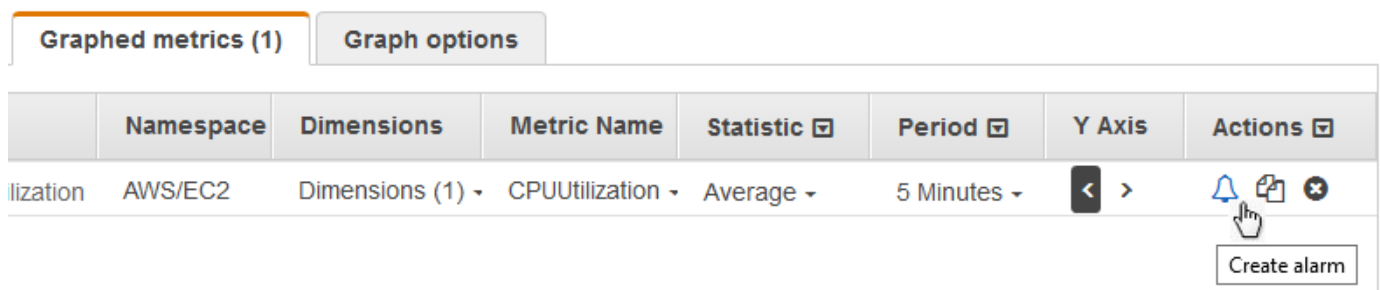 Graphed metrics (1) Graph options
Namespace Dimensions Metric Name Statistic Period Y Axis Actions
ilization AWS/EC2 Dimensions (1) CPUUtilization Average 5 Minutes < >
Create alarm